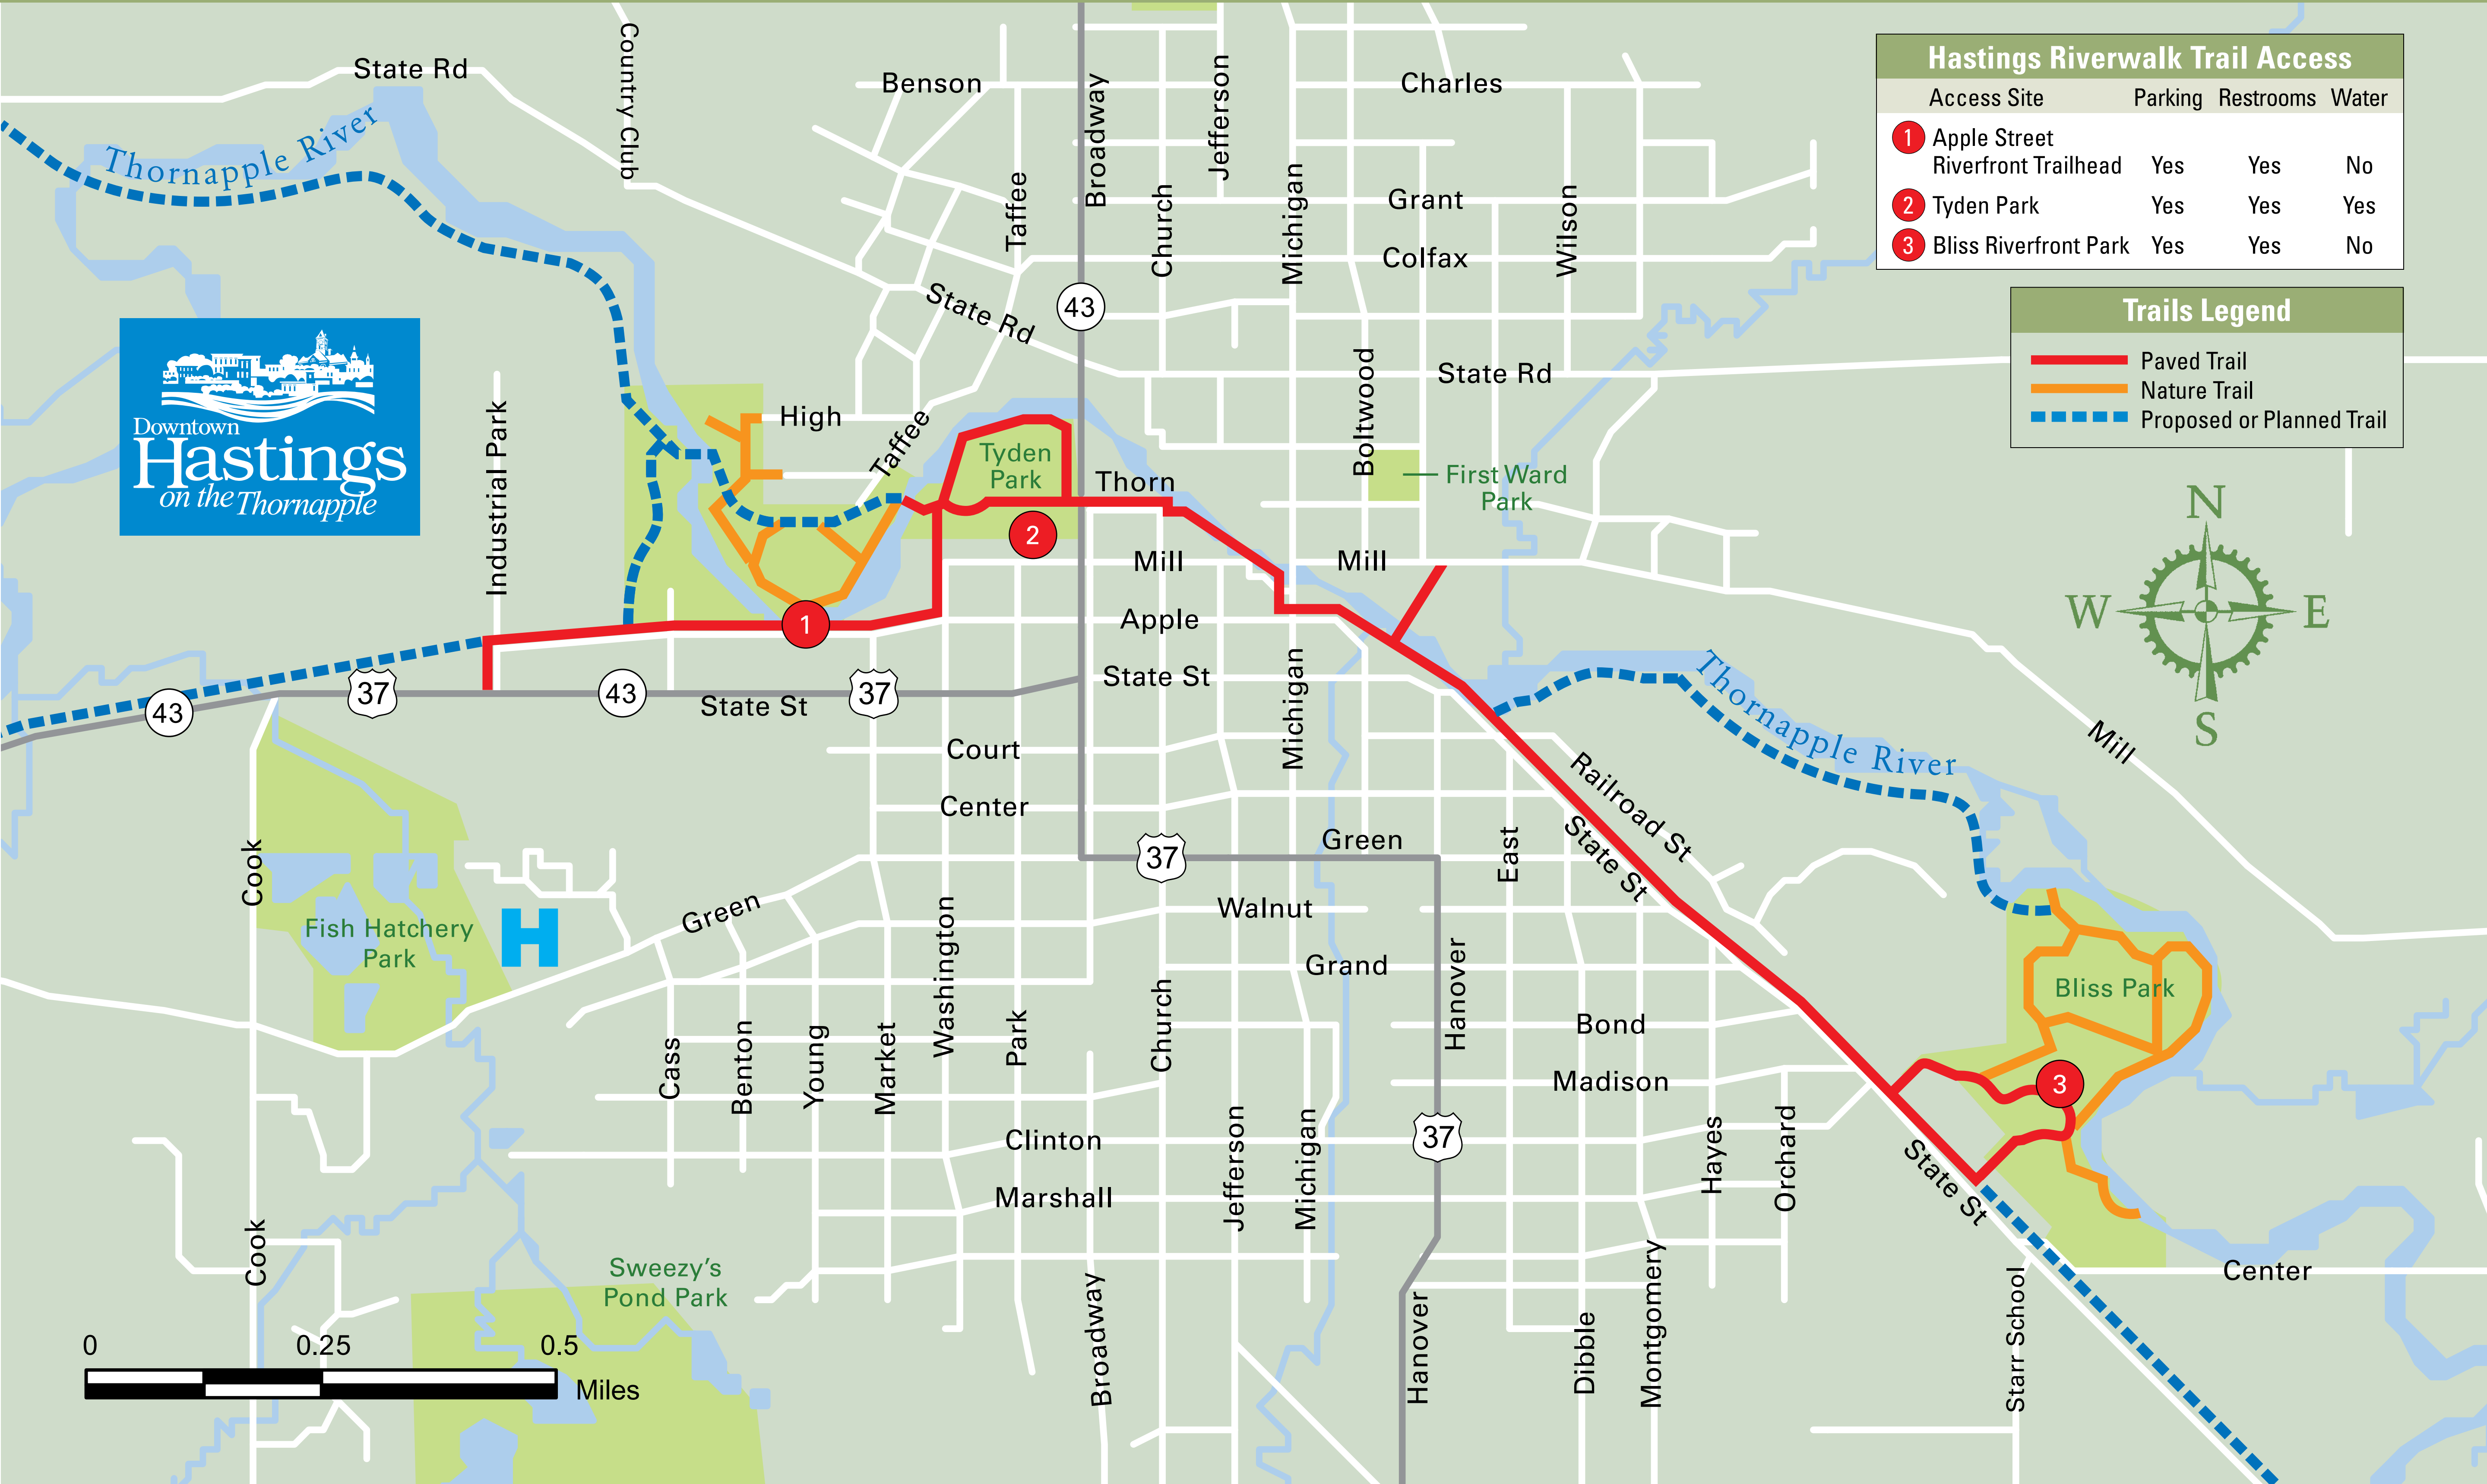 Hastings Riverwalk Trail Access
Access Site Parking Restrooms Water
1 Apple Street
Riverfront Trailhead Yes Yes No
2 Tyden Park Yes Yes Yes
3 Bliss Riverfront Park Yes Yes No
Trails Legend
Paved Trail
Nature Trail
Proposed or Planned Trail
Downtown
Hastings
on the Thornapple
State Rd
Country Club
Benson
Broadway
Jefferson
Charles
Thornapple River
Taffee
Church
Michigan
Grant
Wilson
Colfax
State Rd
43
Boltwood
State Rd
High
Taffee
Industrial Park
Tyden
Park
Thorn
First Ward
Park
2
Mill
Mill
N
W
E
S
1
Apple
43
37
43
37
State St
State St
Michigan
Thornapple River
Mill
Court
Center
Railroad St
State St
37
Green
East
Cook
Green
Walnut
Fish Hatchery
Park
H
Washington
Grand
Hanover
Bliss Park
Cass
Benton
Young
Market
Park
Church
Bond
Madison
3
Clinton
37
Jefferson
Michigan
Hayes
Orchard
State St
Marshall
Cook
Sweezy's
Pond Park
Broadway
Hanover
Dibble
Montgomery
Starr School
Center
0 0.25 0.5
Miles